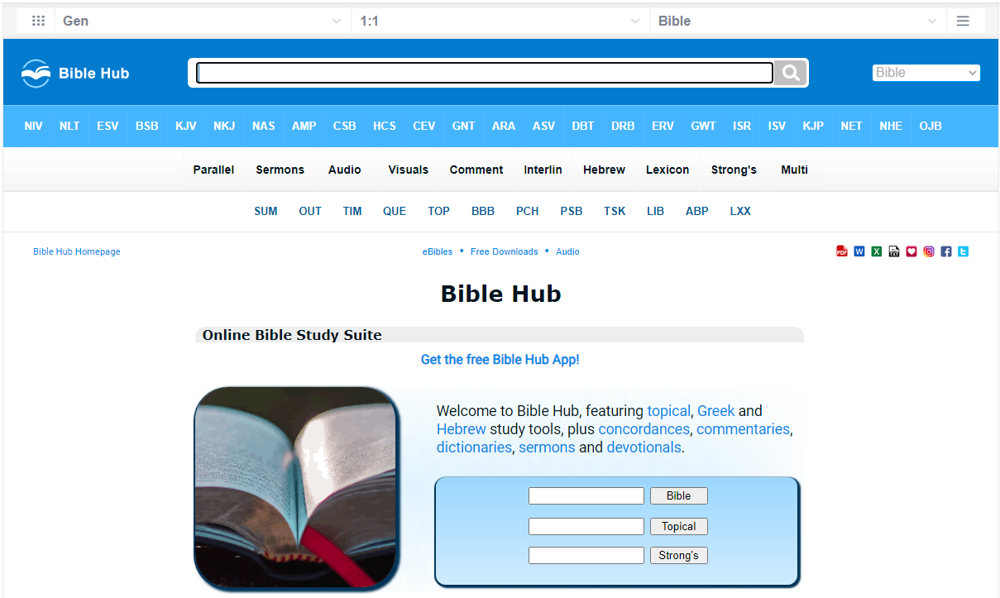 Gen 1:1 Bible
Bible Hub Bible
NIV NLT ESV BSB KJV NKJ NAS AMP CSB HCS CEV GNT ARA ASV DBT DRB ERV GWT ISR ISV KJP NET NHE OJB
Parallel Sermons Audio Visuals Comment Interlin Hebrew Lexicon Strong's Multi
SUM OUT TIM QUE TOP BBB PCH PSB TSK LIB ABP LXX
Bible Hub Homepage eBibles • Free Downloads • Audio PDF W X TXT
Bible Hub
Online Bible Study Suite
Get the free Bible Hub App!
Welcome to Bible Hub, featuring topical, Greek and
Hebrew study tools, plus concordances, commentaries,
dictionaries, sermons and devotionals.
Bible
Topical
Strong's